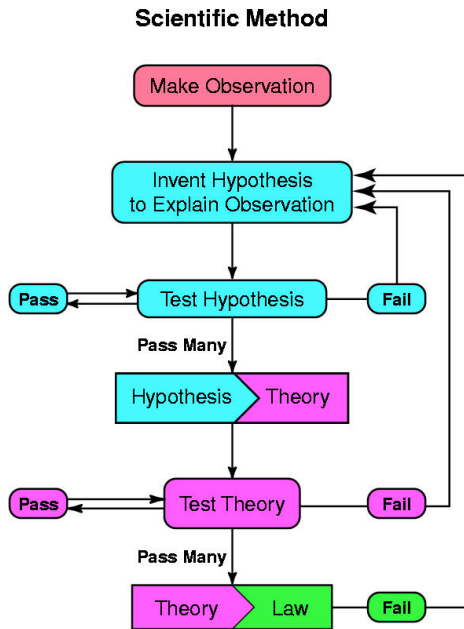 Scientific Method
Make Observation
Invent Hypothesis
to Explain Observation
Pass
Test Hypothesis
Fail
Pass Many
Hypothesis
Theory
Pass
Test Theory
Fail
Pass Many
Theory
Law
Fail